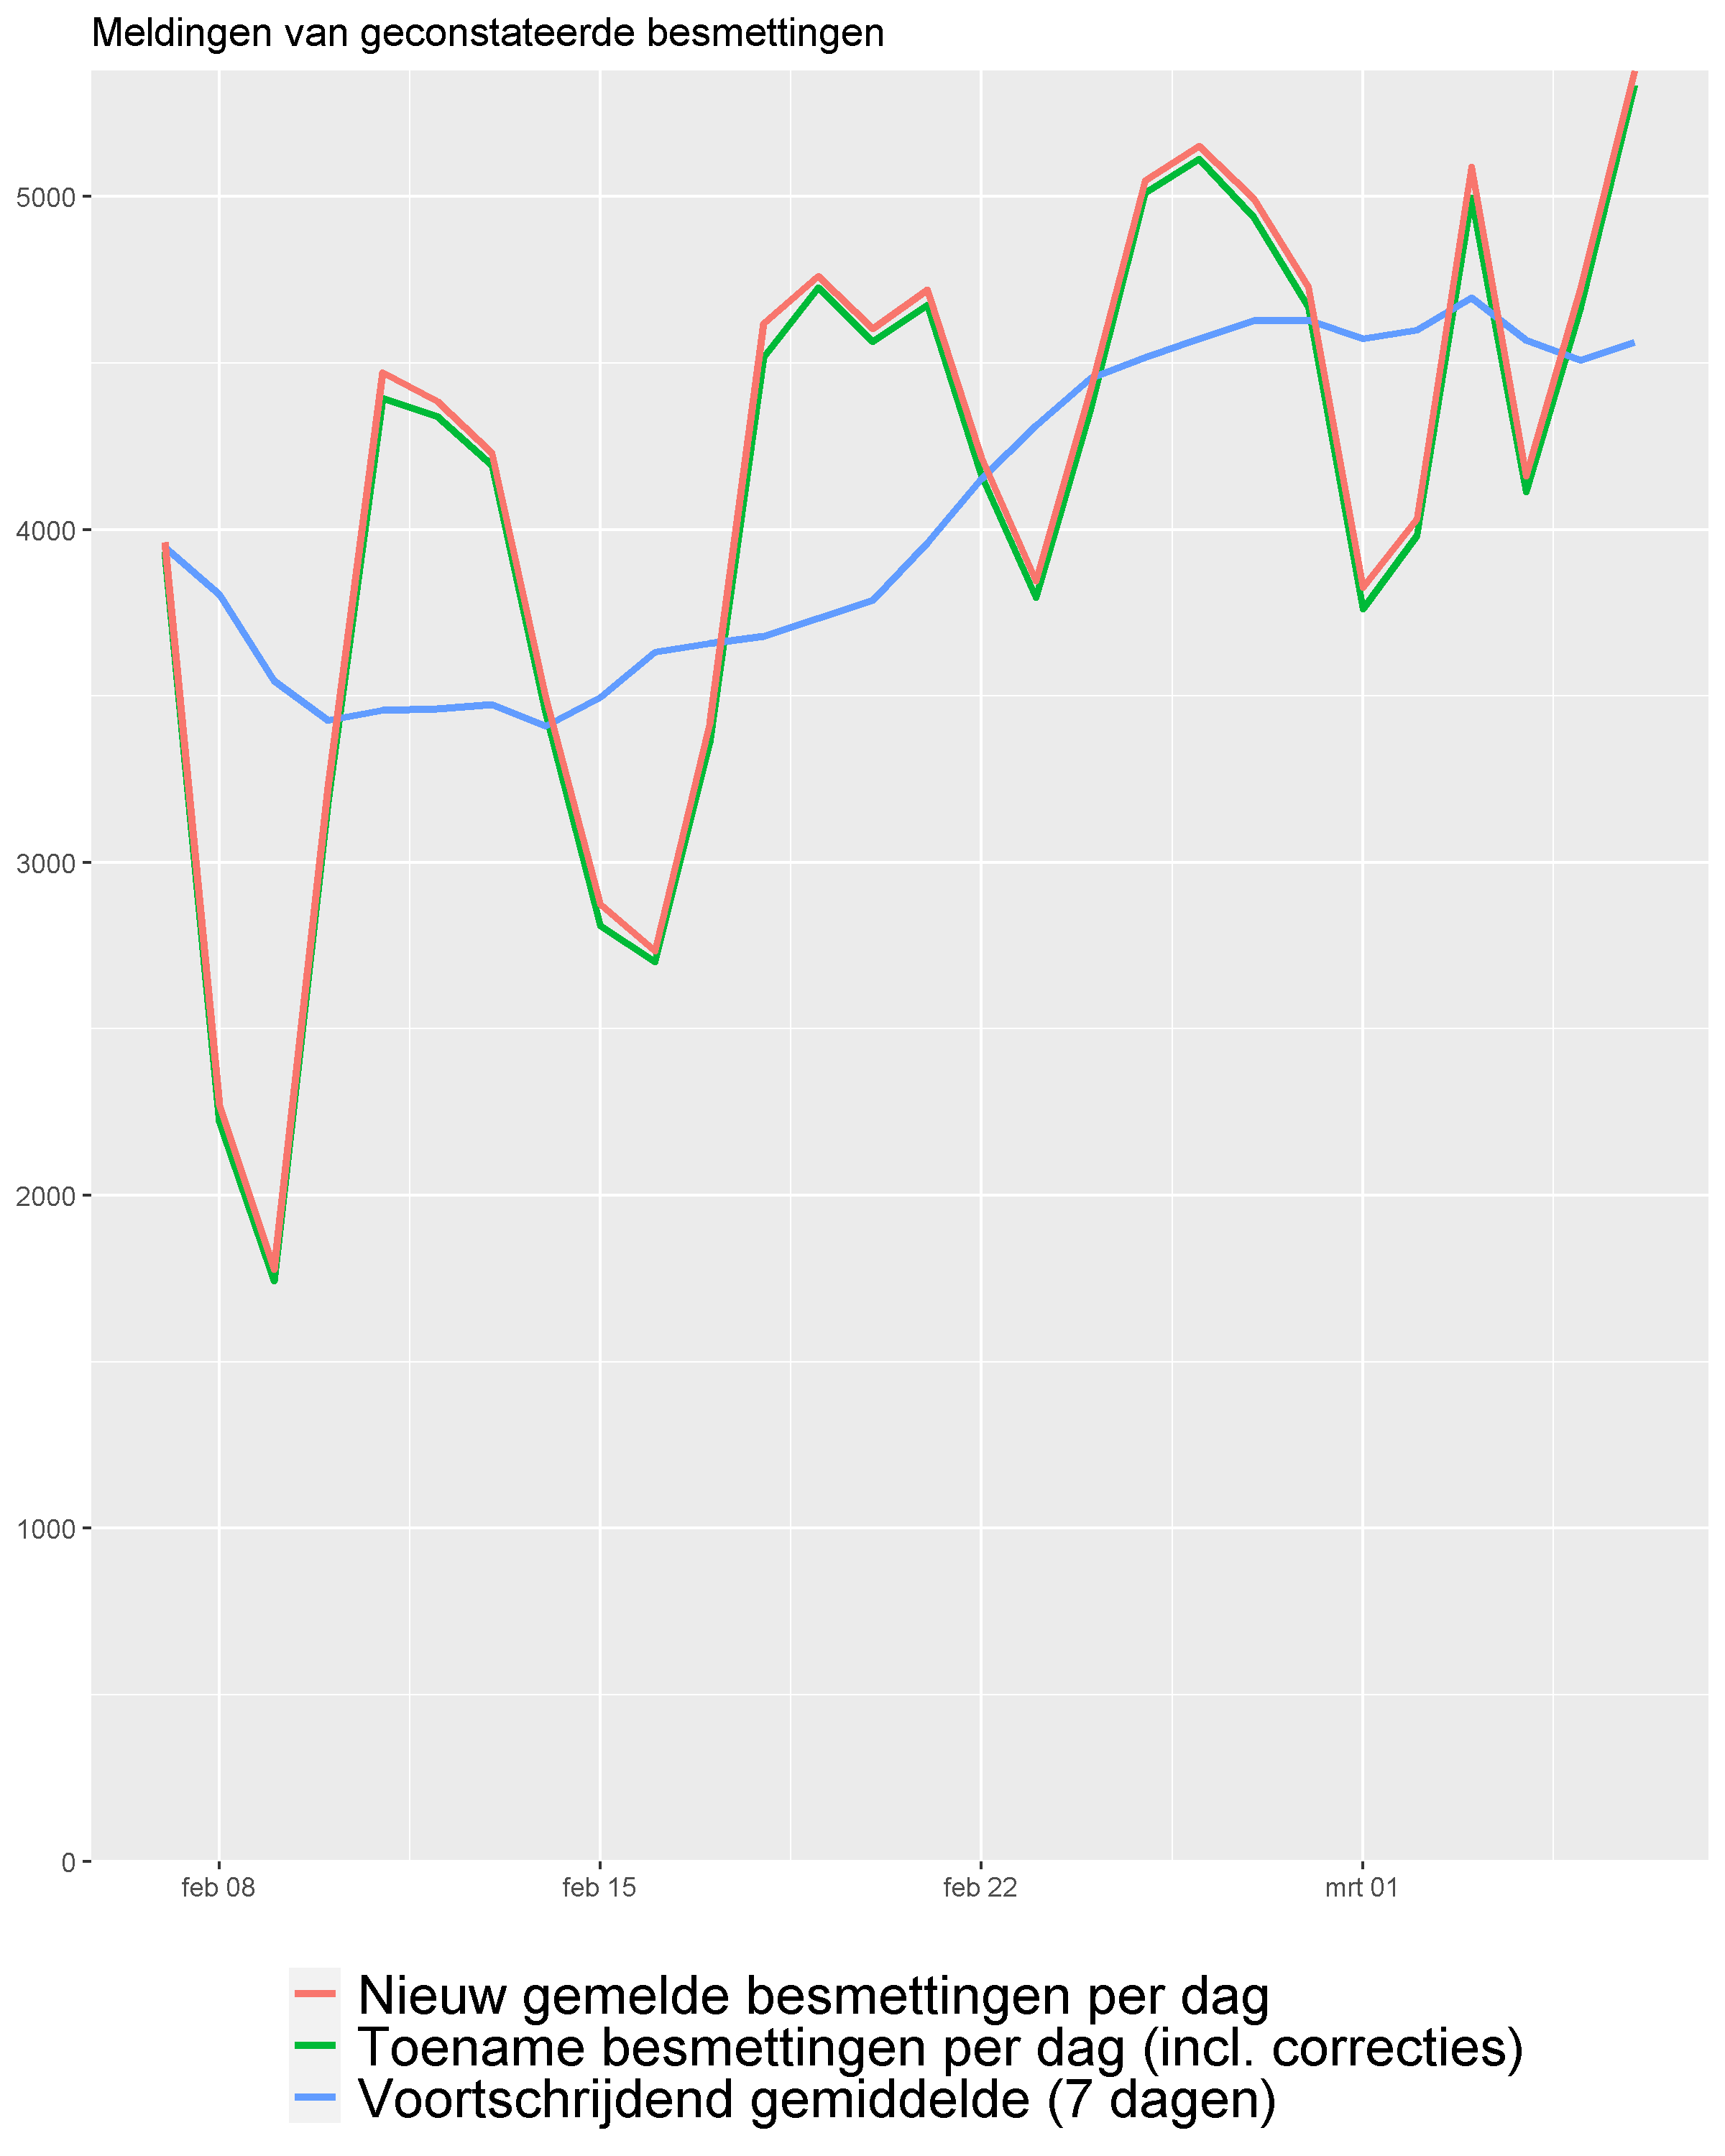 Meldingen van geconstateerde besmettingen
5000
4000
3000
2000
1000
0
feb 08
feb 15
feb 22
mrt 01
Nieuw gemelde besmettingen per dag
Toename besmettingen per dag (incl. correcties)
Voortschrijdend gemiddelde (7 dagen)